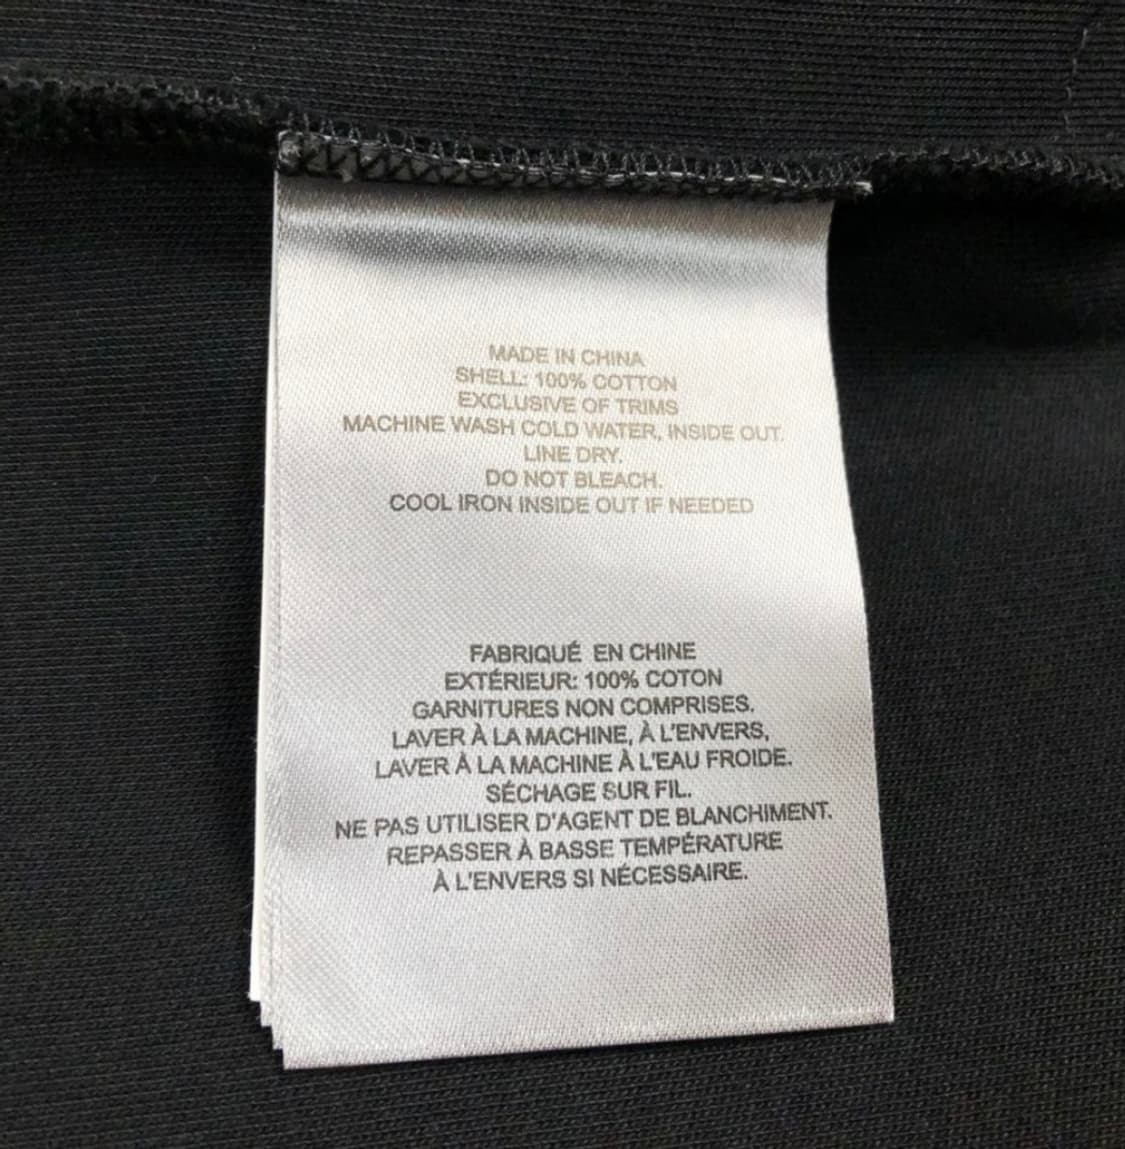 MADE IN CHINA
SHELL: 100% COTTON
EXCLUSIVE OF TRIMS
MACHINE WASH COLD WATER, INSIDE OUT.
LINE DRY.
DO NOT BLEACH.
COOL IRON INSIDE OUT IF NEEDED
FABRIQUÉ EN CHINE
EXTÉRIEUR: 100% COTON
GARNITURES NON COMPRISES.
LAVER À LA MACHINE, À L'ENVERS,
LAVER À LA MACHINE À L'EAU FROIDE.
SÉCHAGE SUR FIL.
NE PAS UTILISER D'AGENT DE BLANCHIMENT.
REPASSER À BASSE TEMPÉRATURE
À L'ENVERS SI NÉCESSAIRE.